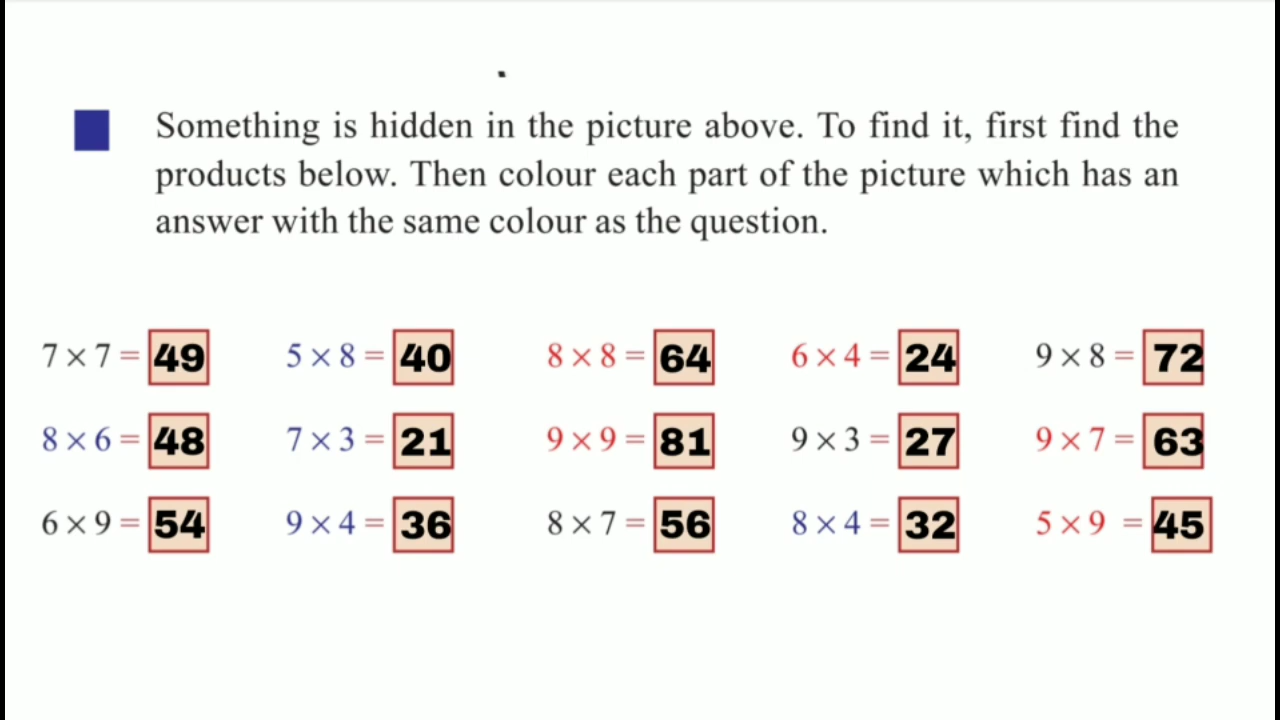 Something is hidden in the picture above. To find it, first find the
products below. Then colour each part of the picture which has an
answer with the same colour as the question.
7 × 7 = 49 5 × 8 = 40 8 × 8 = 64 6 × 4 = 24 9 × 8 = 72
8 × 6 = 48 7 × 3 = 21 9 × 9 = 81 9 × 3 = 27 9 × 7 = 63
6 × 9 = 54 9 × 4 = 36 8 × 7 = 56 8 × 4 = 32 5 × 9 = 45